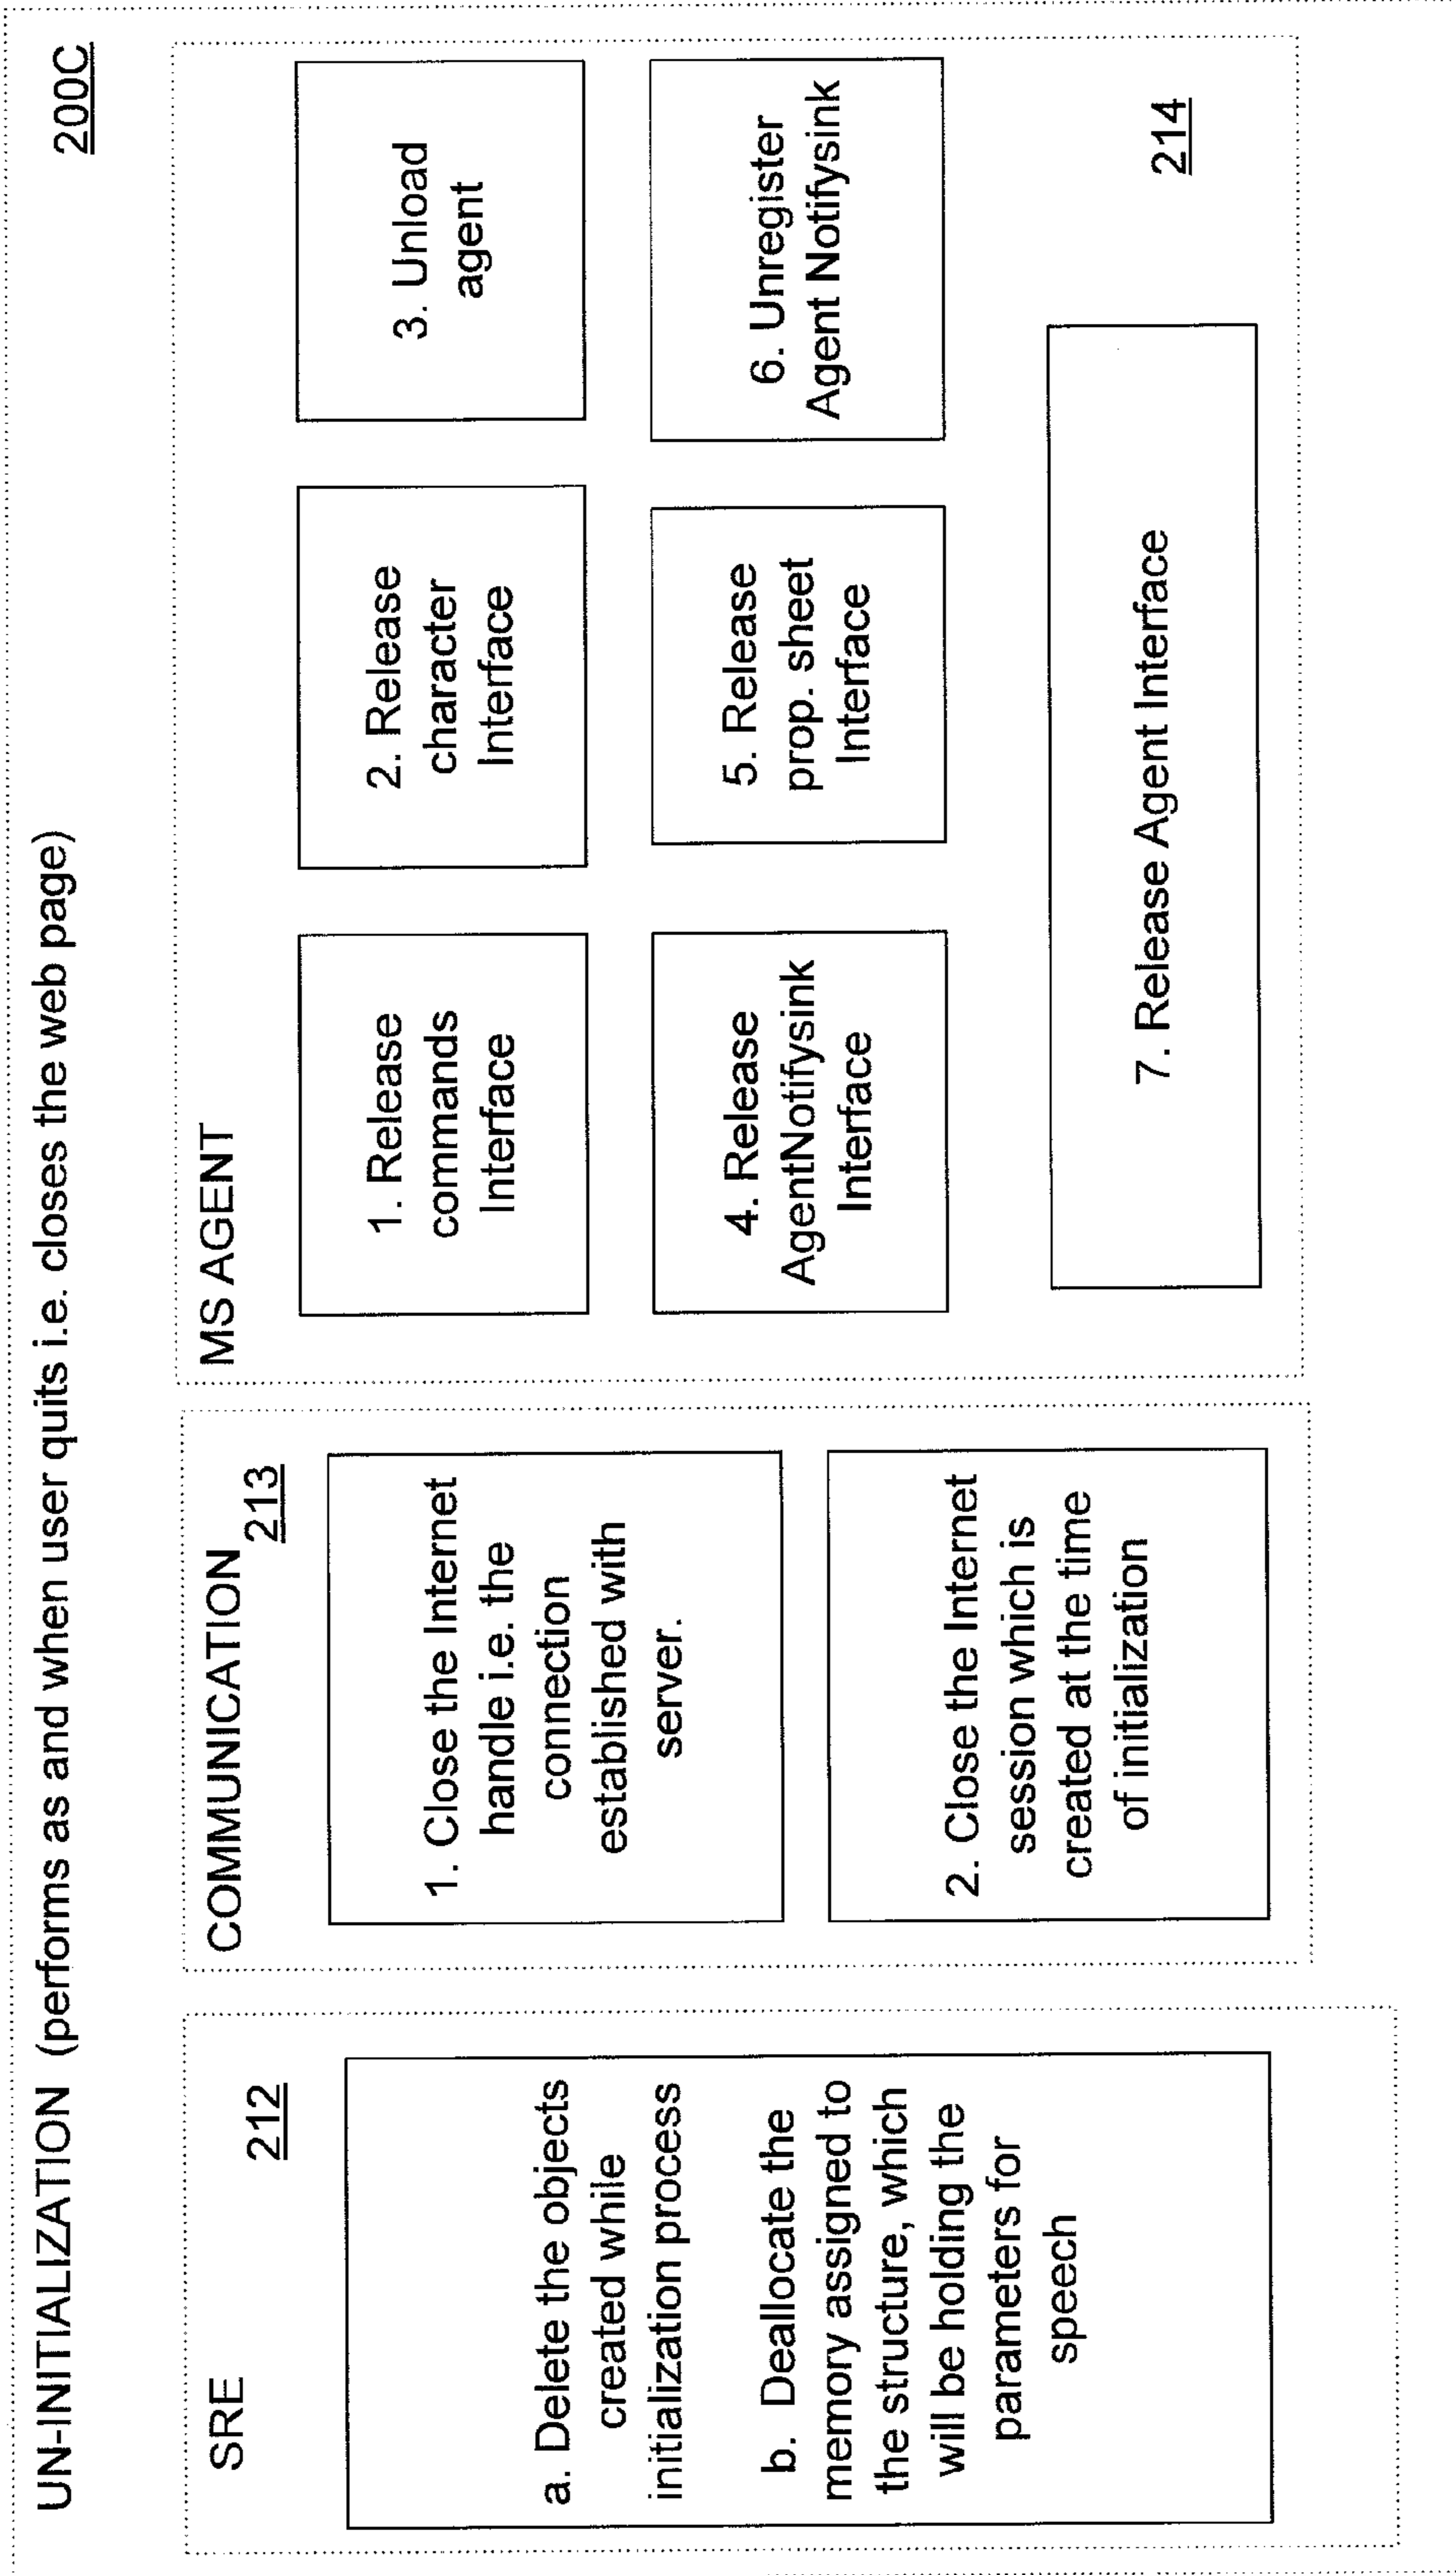 UN-INITIALIZATION (performs as and when user quits i.e. closes the web page)
200C
SRE
212
a. Delete the objects
created while
initialization process
b. Deallocate the
memory assigned to
the structure, which
will be holding the
parameters for
speech
COMMUNICATION
213
1. Close the Internet
handle i.e. the
connection
established with
server.
2. Close the Internet
session which is
created at the time
of initialization
MS AGENT
1. Release
commands
Interface
2. Release
character
Interface
3. Unload
agent
4. Release
AgentNotifysink
Interface
5. Release
prop. sheet
Interface
6. Unregister
Agent Notifysink
7. Release Agent Interface
214